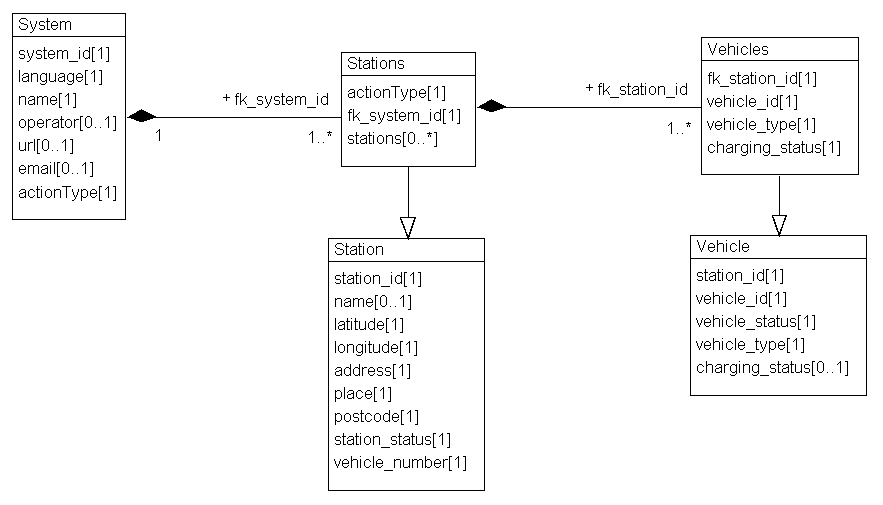 System
system_id[1]
language[1]
name[1]
operator[0..1]
url[0..1]
email[0..1]
actionType[1]
+ fk_system_id
1
1..*
Stations
actionType[1]
fk_system_id[1]
stations[0..*]
+ fk_station_id
1..*
Vehicles
fk_station_id[1]
vehicle_id[1]
vehicle_type[1]
charging_status[1]
Station
station_id[1]
name[0..1]
latitude[1]
longitude[1]
address[1]
place[1]
postcode[1]
station_status[1]
vehicle_number[1]
Vehicle
station_id[1]
vehicle_id[1]
vehicle_status[1]
vehicle_type[1]
charging_status[0..1]